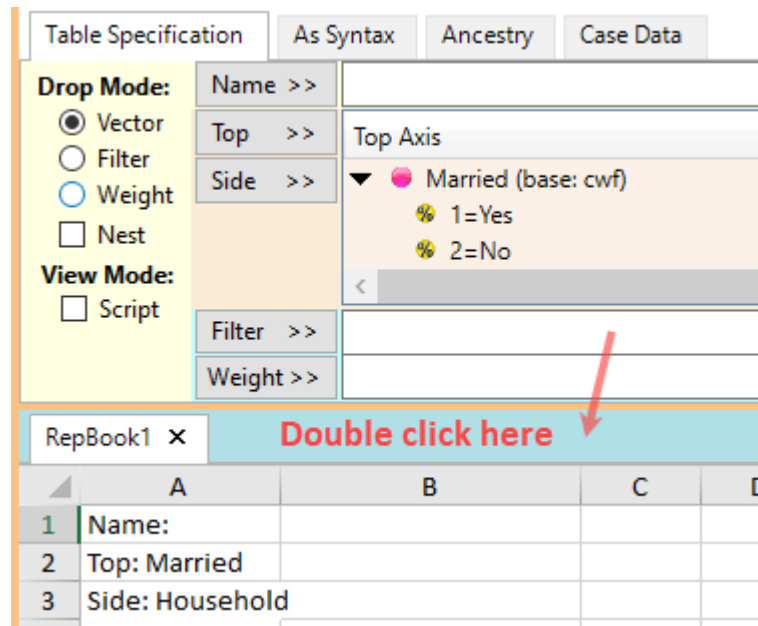 Table Specification As Syntax Ancestry Case Data
Drop Mode: Name >>
Vector Top >> Top Axis
Filter
Weight Side >> Married (base: cwf)
% 1=Yes
Nest % 2=No
View Mode:
Script
Filter >>
Weight >>
RepBook1 × Double click here
A B C D
1 Name:
2 Top: Married
3 Side: Household